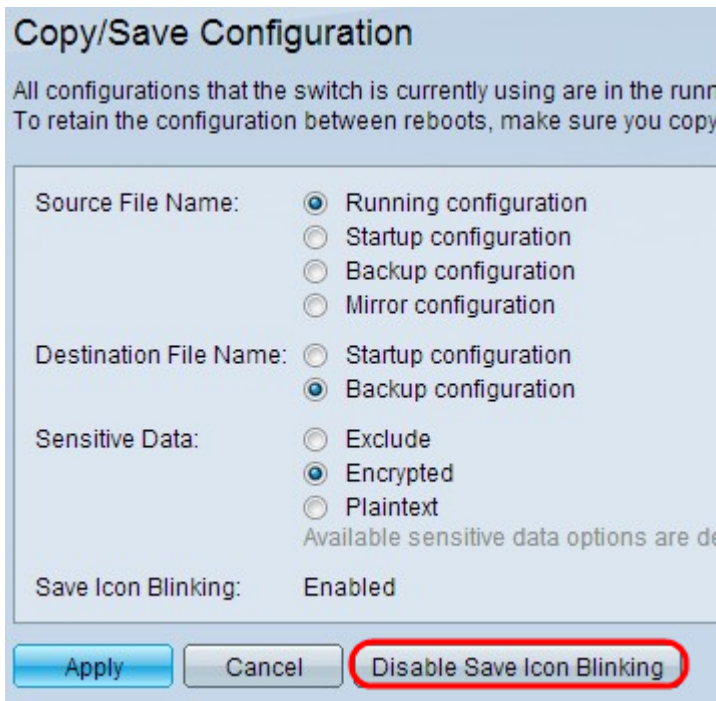 Copy/Save Configuration
All configurations that the switch is currently using are in the
To retain the configuration between reboots, make sure you copy
Source File Name: Running configuration
Startup configuration
Backup configuration
Mirror configuration
Destination File Name: Startup configuration
Backup configuration
Sensitive Data: Exclude
Encrypted
Plaintext
Available sensitive data options are
Save Icon Blinking: Enabled
Apply Cancel Disable Save Icon Blinking